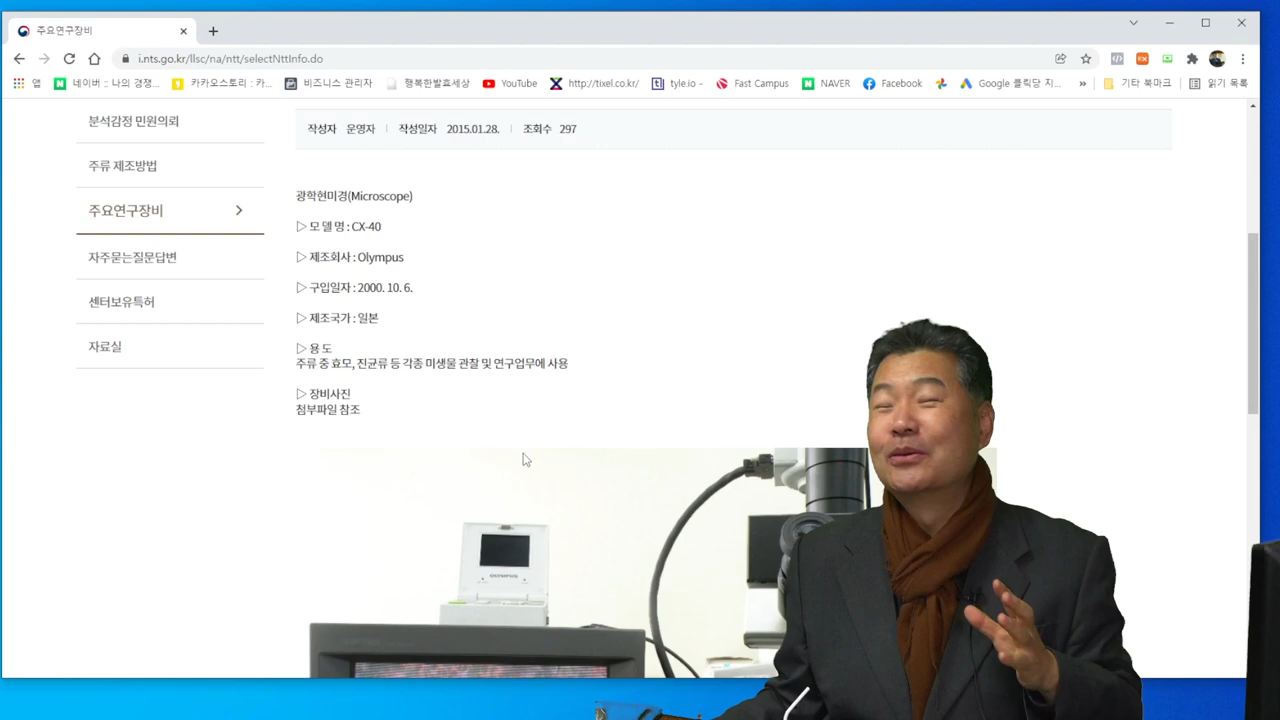 주요연구장비
i.nts.go.kr/llsc/na/ntt/selectNttInfo.do
앱 네이버 :: 나의 경쟁... 카카오스토리 : 카... 비즈니스 관리자 행복한발효세상 YouTube http://tixel.co.kr/ tyle.io - Fast Campus NAVER Facebook Google 클릭당 지... » 기타 북마크 읽기 목록
분석감정 민원의뢰
주류 제조방법
주요연구장비
자주묻는질문답변
센터보유특허
자료실
작성자 운영자 작성일자 2015.01.28. 조회수 297
광학현미경(Microscope)
▷ 모 델 명 : CX-40
▷ 제조회사 : Olympus
▷ 구입일자 : 2000. 10. 6.
▷ 제조국가 : 일본
▷ 용 도
주류 중 효모, 진균류 등 각종 미생물 관찰 및 연구업무에 사용
▷ 장비사진
첨부파일 참조
OLYMPUS